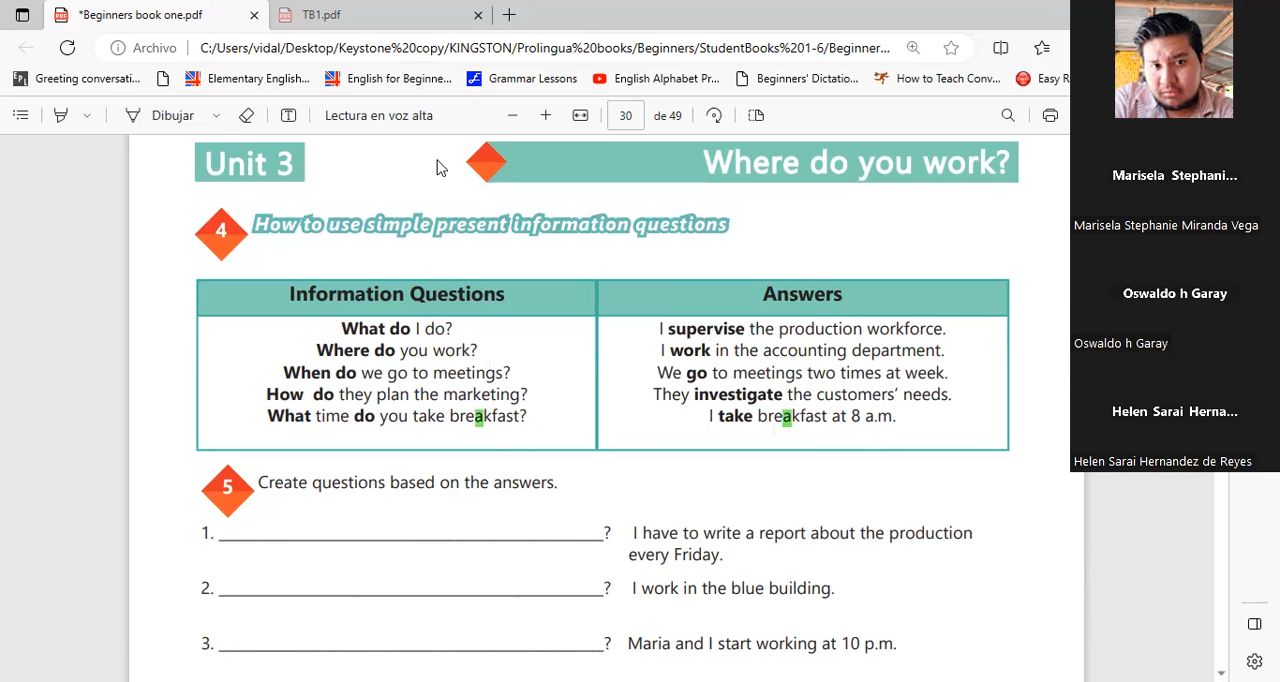 *Beginners book one.pdf
TB1.pdf
Archivo
C:/Users/vidal/Desktop/Keystone%20copy/KINGSTON/Prolingua%20books/Beginners/StudentBooks%201-6/Beginner...
Greeting conversati...
Elementary English...
English for Beginne...
Grammar Lessons
English Alphabet Pr...
Beginners' Dictatio...
How to Teach Conv...
Easy R
Dibujar
Lectura en voz alta
30
de 49
Unit 3
Where do you work?
4
How to use simple present information questions
Information Questions
Answers
What do I do?
I supervise the production workforce.
Where do you work?
I work in the accounting department.
When do we go to meetings?
We go to meetings two times at week.
How do they plan the marketing?
They investigate the customers' needs.
What time do you take breakfast?
I take breakfast at 8 a.m.
5
Create questions based on the answers.
1. ______________________________________________? I have to write a report about the production
every Friday.
2. ______________________________________________? I work in the blue building.
3. ______________________________________________? Maria and I start working at 10 p.m.
Marisela Stephani...
Marisela Stephanie Miranda Vega
Oswaldo h Garay
Oswaldo h Garay
Helen Sarai Herna...
Helen Sarai Hernandez de Reyes